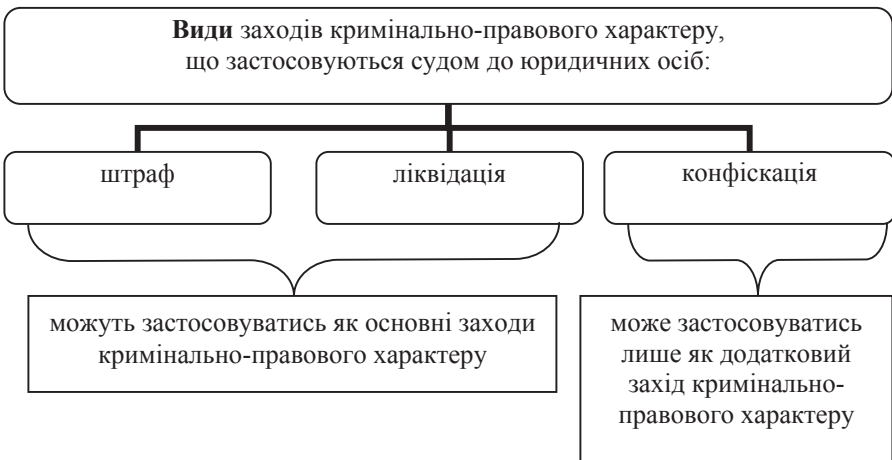 Види заходів кримінально-правового характеру,
що застосовуються судом до юридичних осіб:
штраф
ліквідація
конфіскація
можуть застосовуватись як основні заходи
кримінально-правового характеру
може застосовуватись
лише як додатковий
захід кримінально-
правового характеру